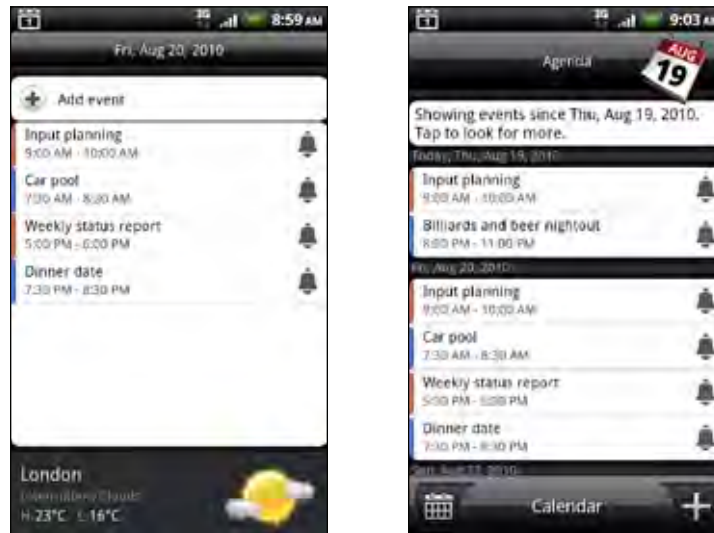 3G 8:59 AM
Fri, Aug 20, 2010
Add event
Input planning
9:00 AM - 10:00 AM
Car pool
7:30 AM - 8:30 AM
Weekly status report
5:00 PM - 6:00 PM
Dinner date
7:30 PM - 8:30 PM
London
Intermittent Clouds
H: 23°C L: 16°C
3G 9:03 AM
Agenda
AUG
19
Showing events since Thu, Aug 19, 2010.
Tap to look for more.
Today, Thu, Aug 19, 2010
Input planning
9:00 AM - 10:00 AM
Billiards and beer nightout
8:00 PM - 11:00 PM
Fri, Aug 20, 2010
Input planning
9:00 AM - 10:00 AM
Car pool
7:30 AM - 8:30 AM
Weekly status report
5:00 PM - 6:00 PM
Dinner date
7:30 PM - 8:30 PM
Calendar